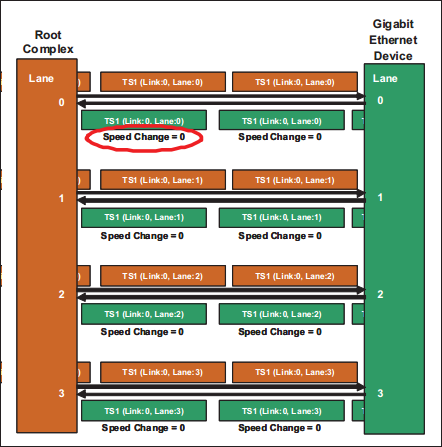 Root
Complex
Gigabit
Ethernet
Device
Lane
Lane
) TS1 (Link:0, Lane:0) TS1 (Link:0, Lane:0)
0
0
TS1 (Link:0, Lane:0) TS1 (Link:0, Lane:0) T
Speed Change = 0 Speed Change = 0
) TS1 (Link:0, Lane:1) TS1 (Link:0, Lane:1)
1
1
TS1 (Link:0, Lane:1) TS1 (Link:0, Lane:1) T
Speed Change = 0 Speed Change = 0
) TS1 (Link:0, Lane:2) TS1 (Link:0, Lane:2)
2
2
TS1 (Link:0, Lane:2) TS1 (Link:0, Lane:2) T
Speed Change = 0 Speed Change = 0
) TS1 (Link:0, Lane:3) TS1 (Link:0, Lane:3)
3
3
TS1 (Link:0, Lane:3) TS1 (Link:0, Lane:3) T
Speed Change = 0 Speed Change = 0